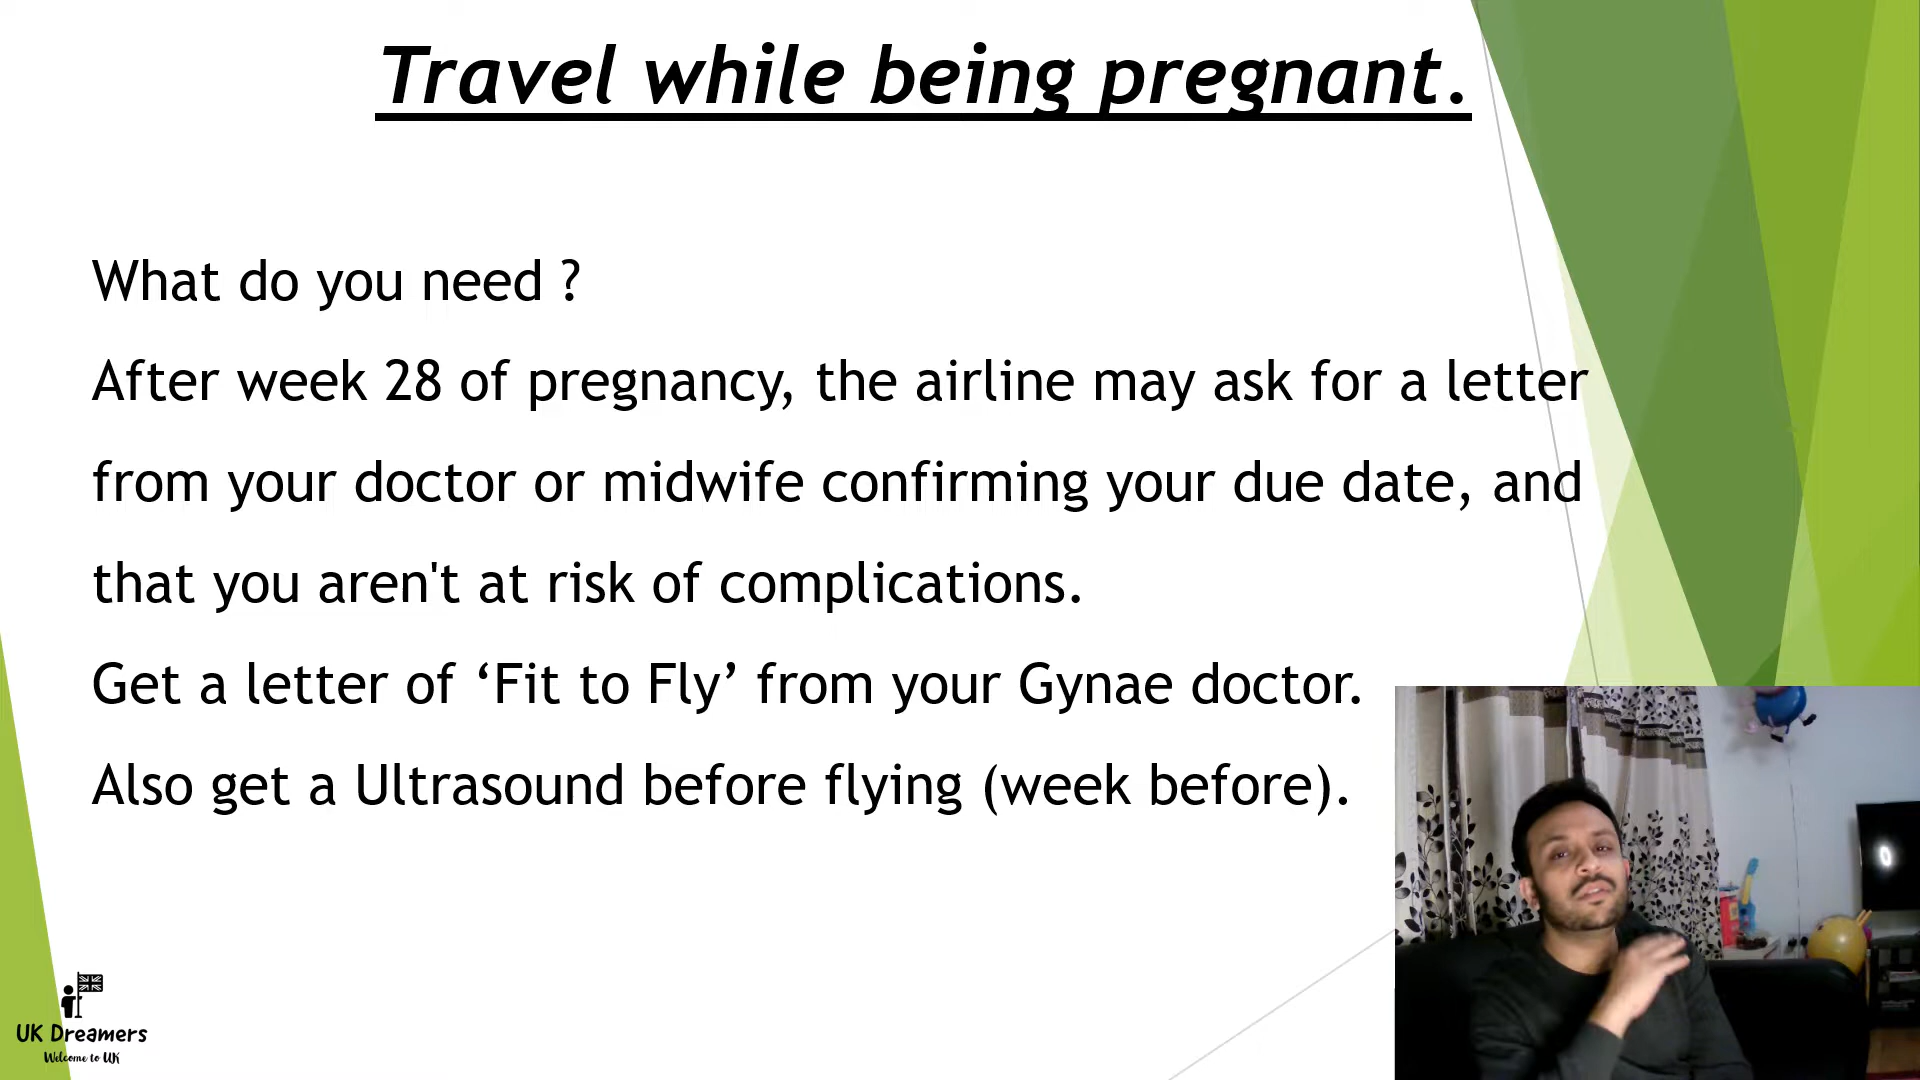 Travel while being pregnant.
What do you need ?
After week 28 of pregnancy, the airline may ask for a letter
from your doctor or midwife confirming your due date, and
that you aren't at risk of complications.
Get a letter of ‘Fit to Fly’ from your Gynae doctor.
Also get a Ultrasound before flying (week before).
UK Dreamers
Welcome to UK